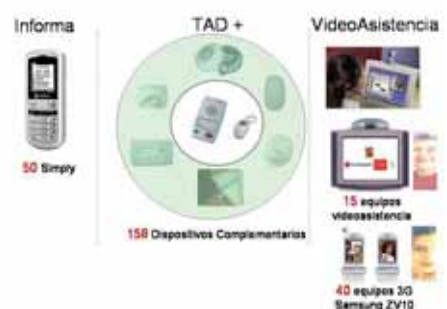 Informa
TAD +
VideoAsistencia
50 Simply
158 Dispositivos Complementarios
15 equipos
videoasistencia
40 equipos 3G
Samsung ZV10